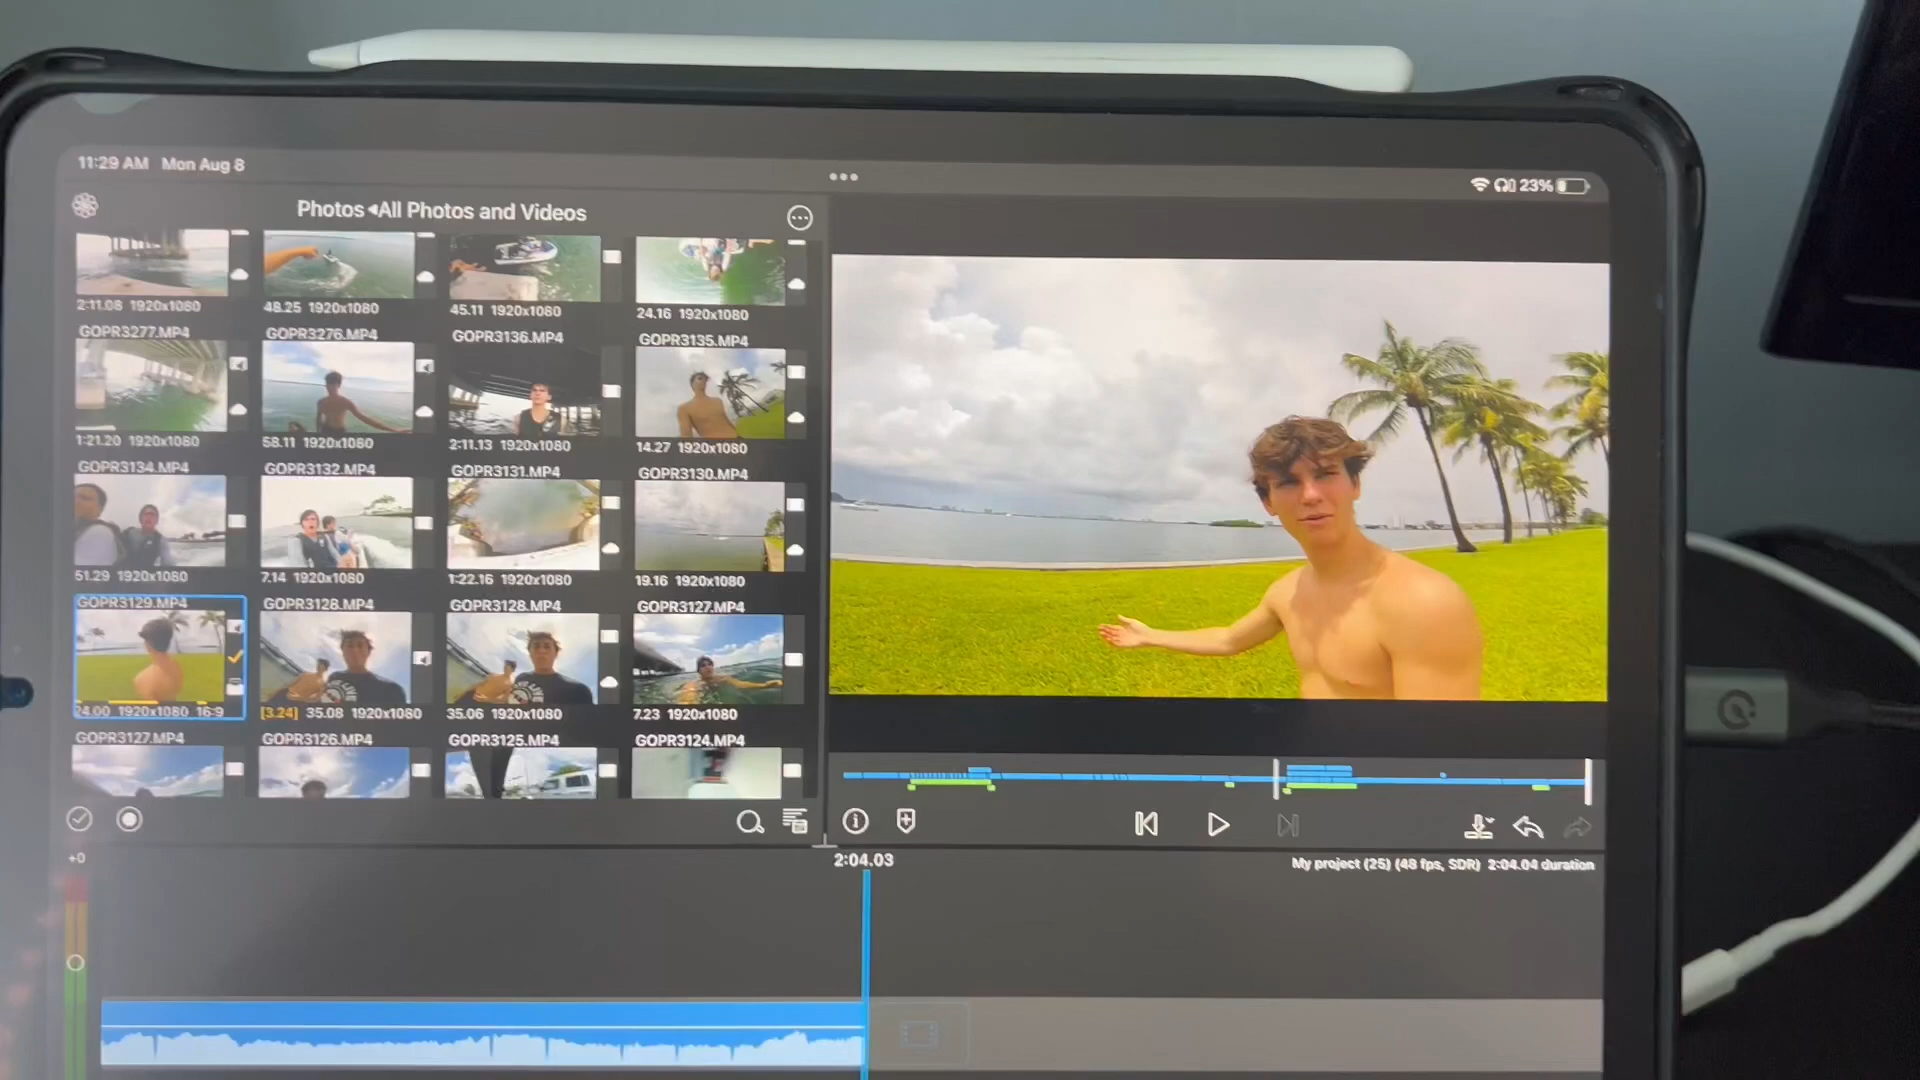 11:29 AM Mon Aug 8
23%
Photos◂All Photos and Videos
2:11.08 1920x1080
48.25 1920x1080
45.11 1920x1080
24.16 1920x1080
GOPR3277.MP4
GOPR3276.MP4
GOPR3136.MP4
GOPR3135.MP4
1:21.20 1920x1080
58.11 1920x1080
2:11.13 1920x1080
14.27 1920x1080
GOPR3134.MP4
GOPR3132.MP4
GOPR3131.MP4
GOPR3130.MP4
51.29 1920x1080
7.14 1920x1080
1:22.16 1920x1080
19.16 1920x1080
GOPR3129.MP4
GOPR3128.MP4
GOPR3128.MP4
GOPR3127.MP4
24.00 1920x1080 16:9
[3.24] 35.08 1920x1080
35.06 1920x1080
7.23 1920x1080
GOPR3127.MP4
GOPR3126.MP4
GOPR3125.MP4
GOPR3124.MP4
+0
2:04.03
My project (25) (48 fps, SDR) 2:04.04 duration